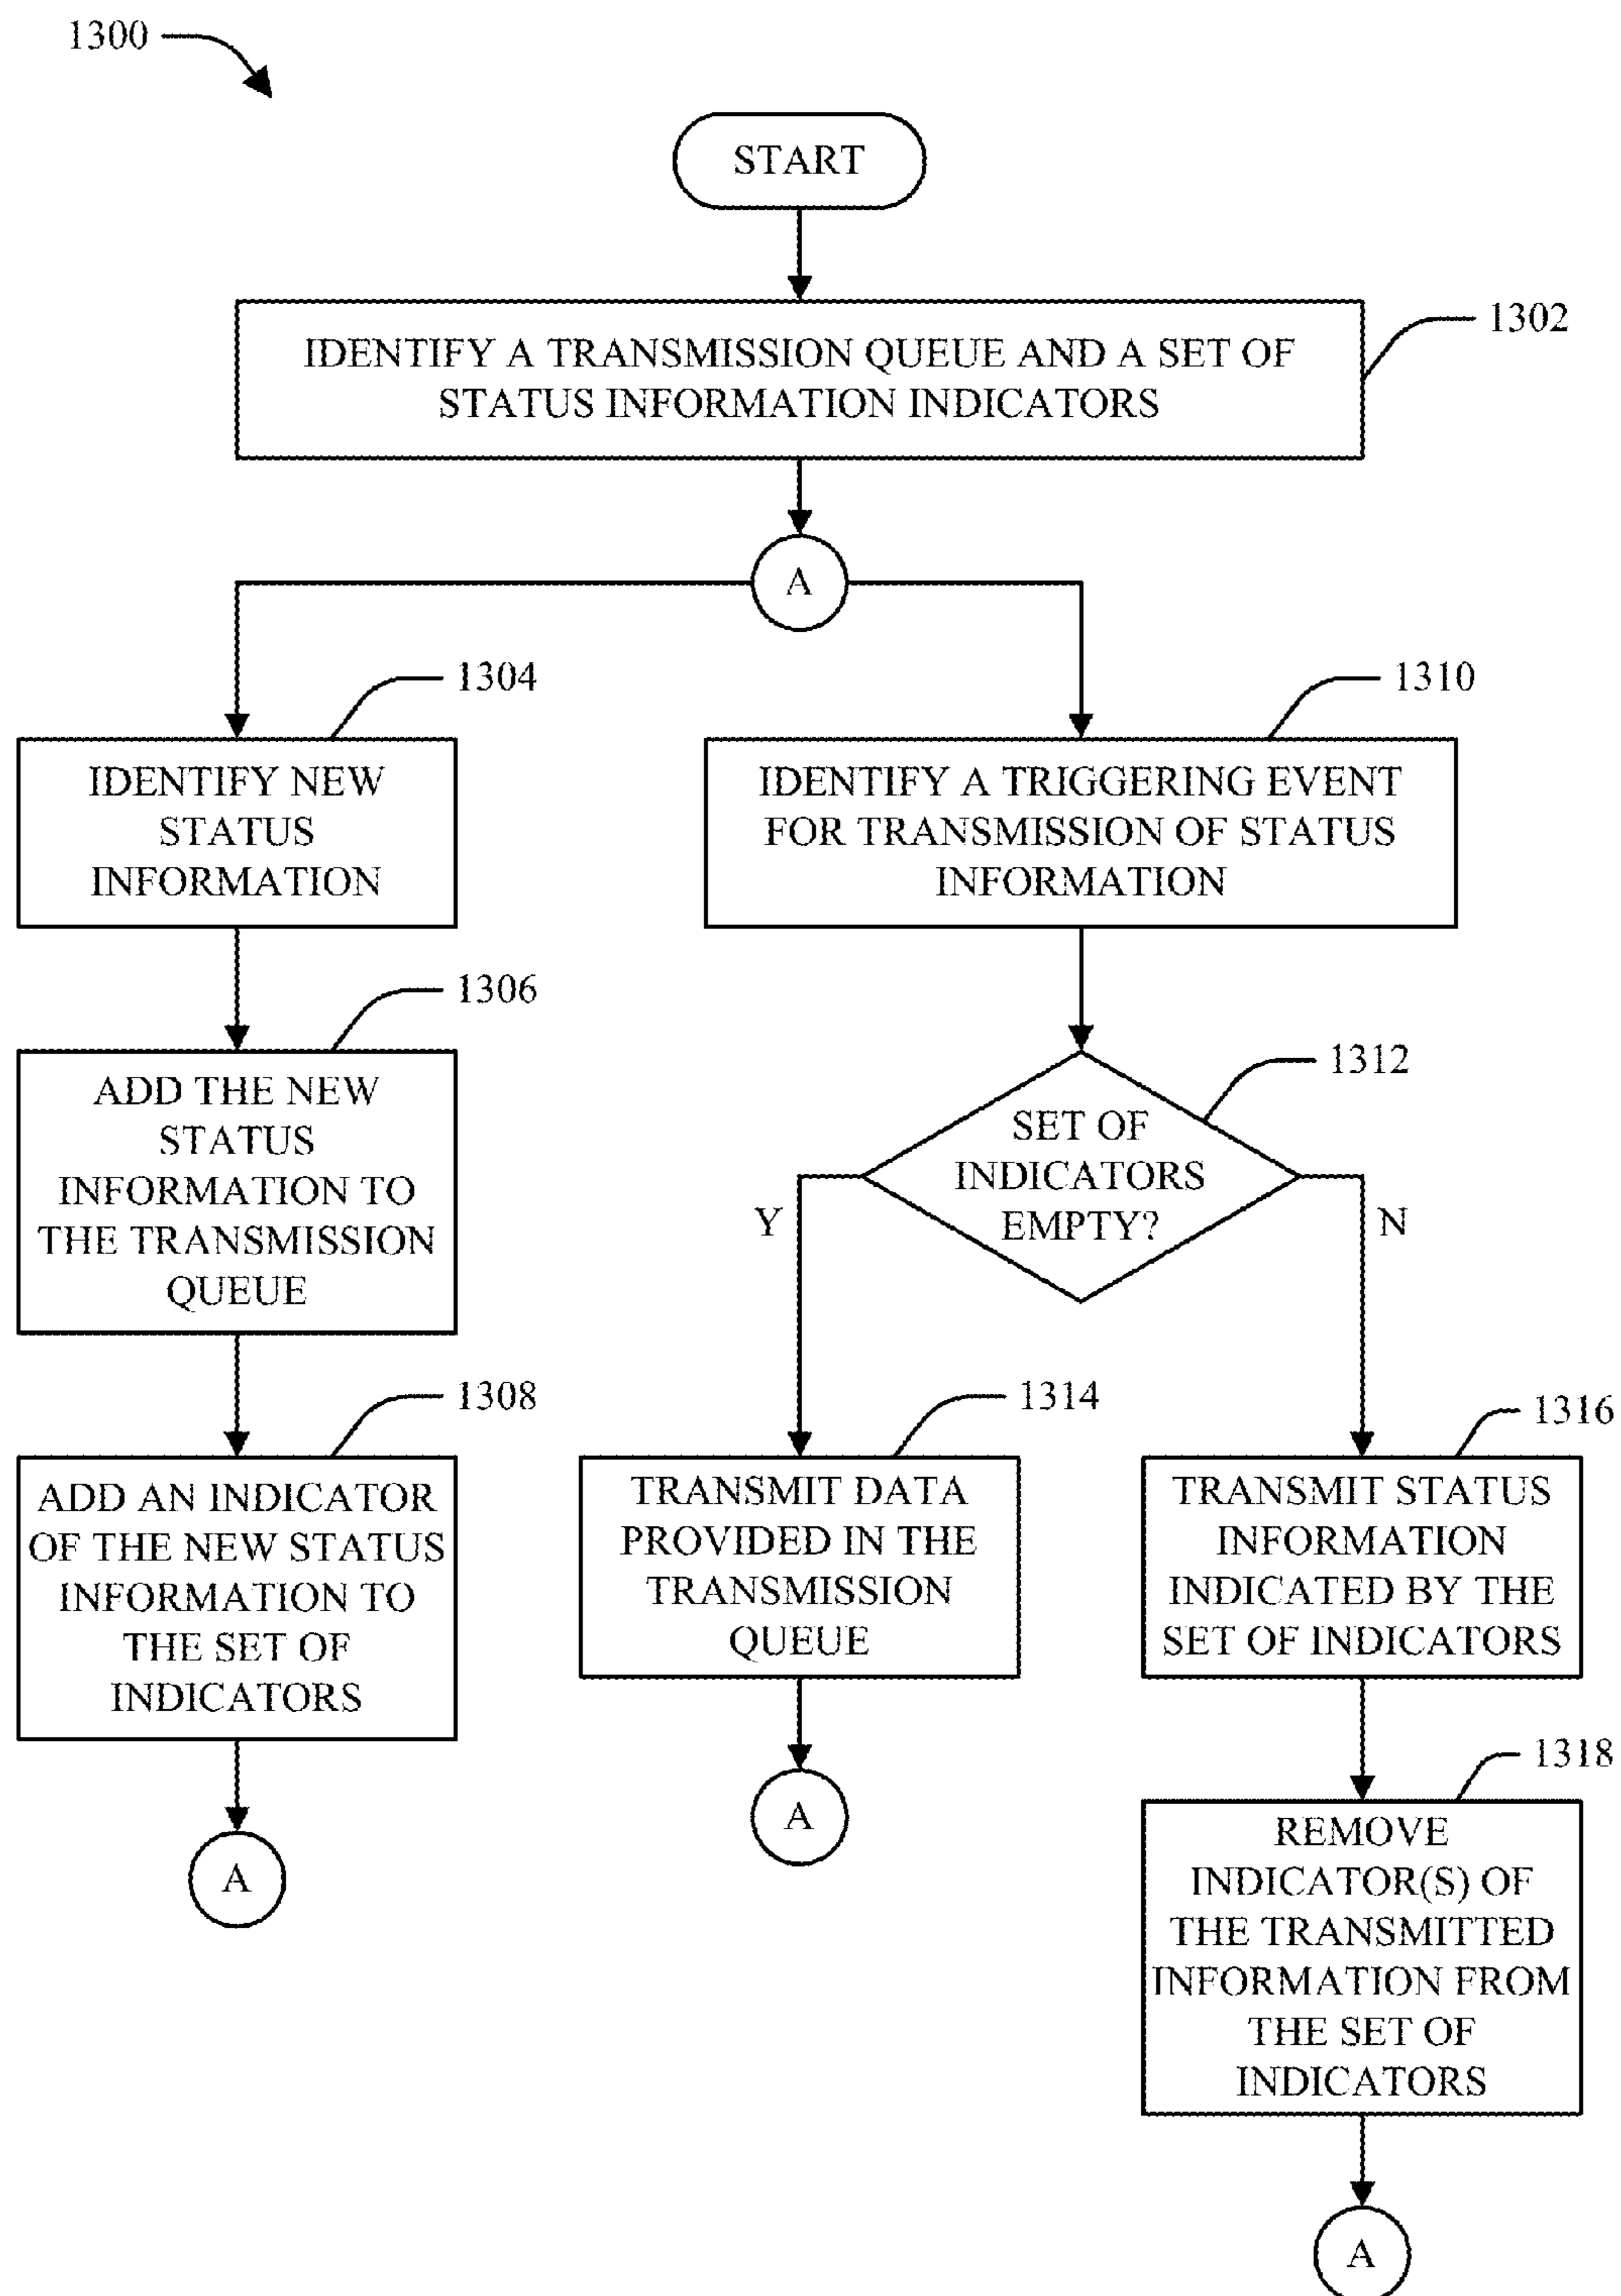 1300
START
1302
IDENTIFY A TRANSMISSION QUEUE AND A SET OF
STATUS INFORMATION INDICATORS
A
1304
IDENTIFY NEW
STATUS
INFORMATION
1306
ADD THE NEW
STATUS
INFORMATION TO
THE TRANSMISSION
QUEUE
1308
ADD AN INDICATOR
OF THE NEW STATUS
INFORMATION TO
THE SET OF
INDICATORS
A
1310
IDENTIFY A TRIGGERING EVENT
FOR TRANSMISSION OF STATUS
INFORMATION
1312
SET OF
INDICATORS
EMPTY?
Y
N
1314
TRANSMIT DATA
PROVIDED IN THE
TRANSMISSION
QUEUE
A
1316
TRANSMIT STATUS
INFORMATION
INDICATED BY THE
SET OF INDICATORS
1318
REMOVE
INDICATOR(S) OF
THE TRANSMITTED
INFORMATION FROM
THE SET OF
INDICATORS
A